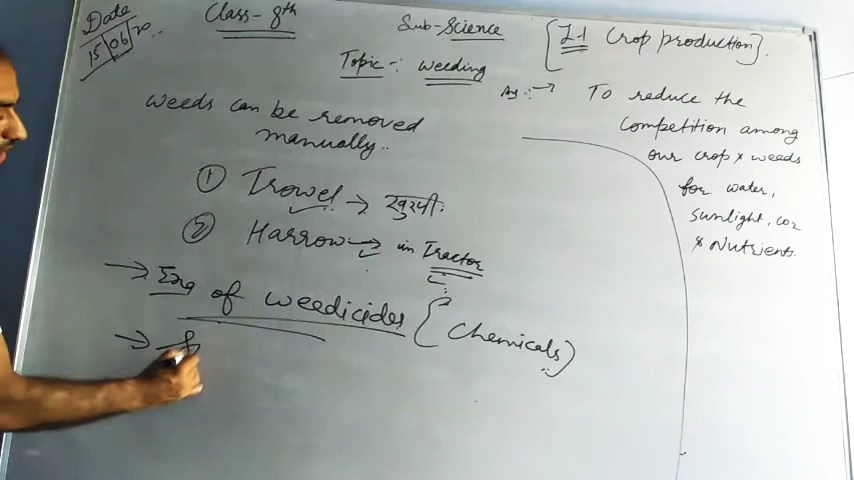 Date
15/06/20..
Class-8th
Sub-Science
[L-1 Crop production].
Topic-: weeding
weeds can be removed
manually..
① Trowel → खुरपी:
② Harrow → in Tractor
→ of weedicides {Chemicals}
→
Ans :→ To reduce the
competition among
our crop & weeds
for water,
sunlight, co2
& Nutrients.